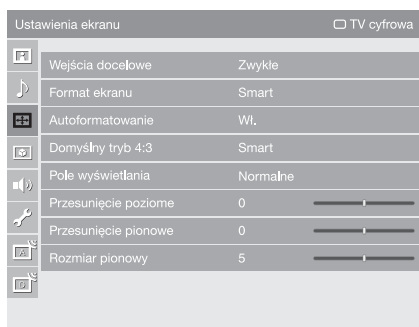 Ustawienia ekranu TV cyfrowa
Wejścia docelowe Zwykłe
Format ekranu Smart
Autoformatowanie Wł.
Domyślny tryb 4:3 Smart
Pole wyświetlania Normalne
Przesunięcie poziome 0
Przesunięcie pionowe 0
Rozmiar pionowy 5